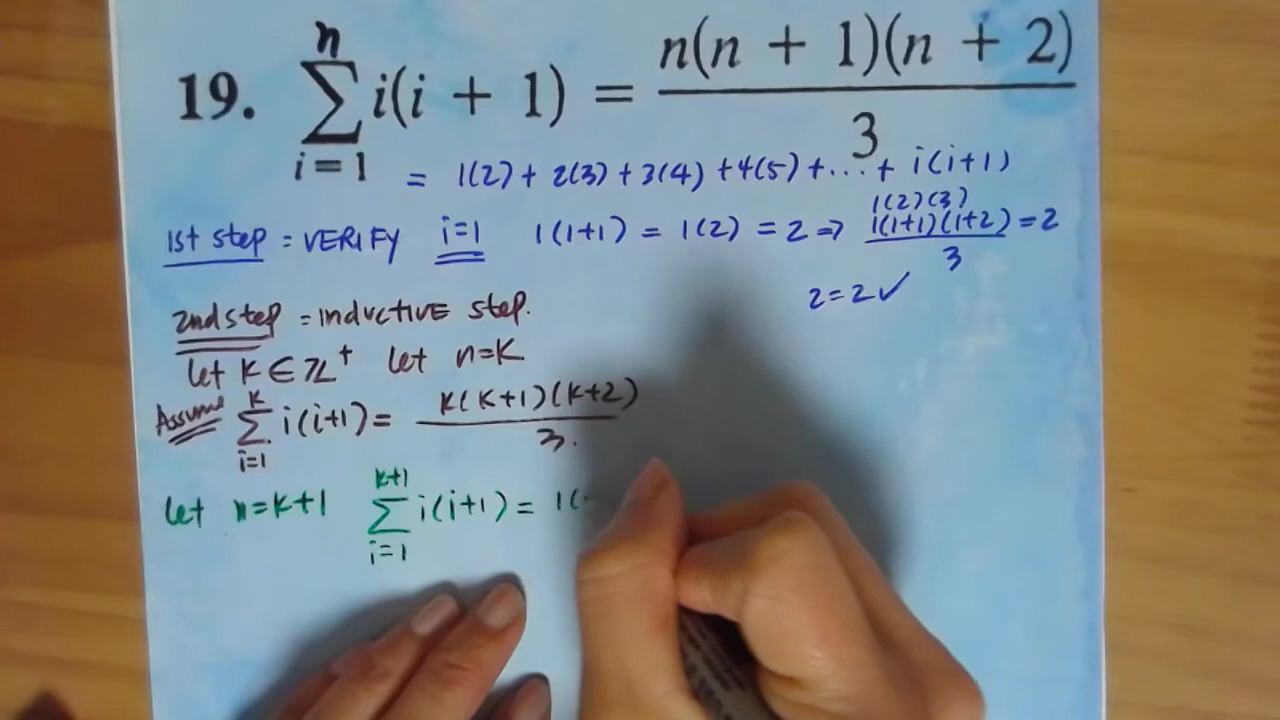 19. n∑i=1 i(i + 1) = n(n + 1)(n + 2)/3
= 1(2) + 2(3) + 3(4) + 4(5) + ... + i(i+1)
1st step = VERIFY i=1 1(1+1) = 1(2) = 2 ⇒ 1(2)(3) 1(1+1)(1+2)/3 = 2
2 = 2 ✓
2nd step = inductive step.
Let K ∈ ℤ⁺ Let n=K
Assume K∑i=1 i(i+1) = K(K+1)(K+2)/3.
Let n=k+1 k+1∑i=1 i(i+1) = 1(